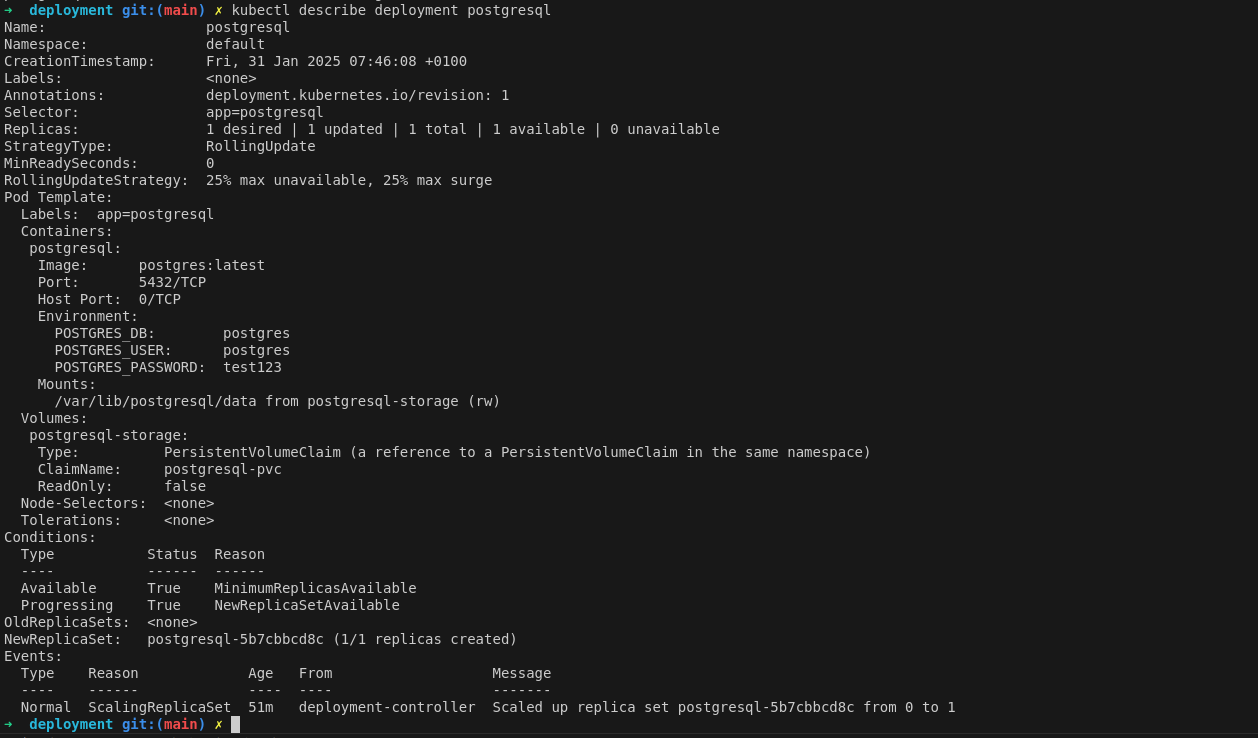 ➜  deployment git:(main) ✗ kubectl describe deployment postgresql
Name:                   postgresql
Namespace:              default
CreationTimestamp:      Fri, 31 Jan 2025 07:46:08 +0100
Labels:                 <none>
Annotations:            deployment.kubernetes.io/revision: 1
Selector:               app=postgresql
Replicas:               1 desired | 1 updated | 1 total | 1 available | 0 unavailable
StrategyType:           RollingUpdate
MinReadySeconds:        0
RollingUpdateStrategy:  25% max unavailable, 25% max surge
Pod Template:
  Labels:  app=postgresql
  Containers:
   postgresql:
    Image:      postgres:latest
    Port:       5432/TCP
    Host Port:  0/TCP
    Environment:
      POSTGRES_DB:        postgres
      POSTGRES_USER:      postgres
      POSTGRES_PASSWORD:  test123
    Mounts:
      /var/lib/postgresql/data from postgresql-storage (rw)
  Volumes:
   postgresql-storage:
    Type:          PersistentVolumeClaim (a reference to a PersistentVolumeClaim in the same namespace)
    ClaimName:     postgresql-pvc
    ReadOnly:      false
  Node-Selectors:  <none>
  Tolerations:     <none>
Conditions:
  Type           Status  Reason
  ----           ------  ------
  Available      True    MinimumReplicasAvailable
  Progressing    True    NewReplicaSetAvailable
OldReplicaSets:  <none>
NewReplicaSet:   postgresql-5b7cbbcd8c (1/1 replicas created)
Events:
  Type    Reason             Age   From                   Message
  ----    ------             ----  ----                   -------
  Normal  ScalingReplicaSet  51m   deployment-controller  Scaled up replica set postgresql-5b7cbbcd8c from 0 to 1
➜  deployment git:(main) ✗